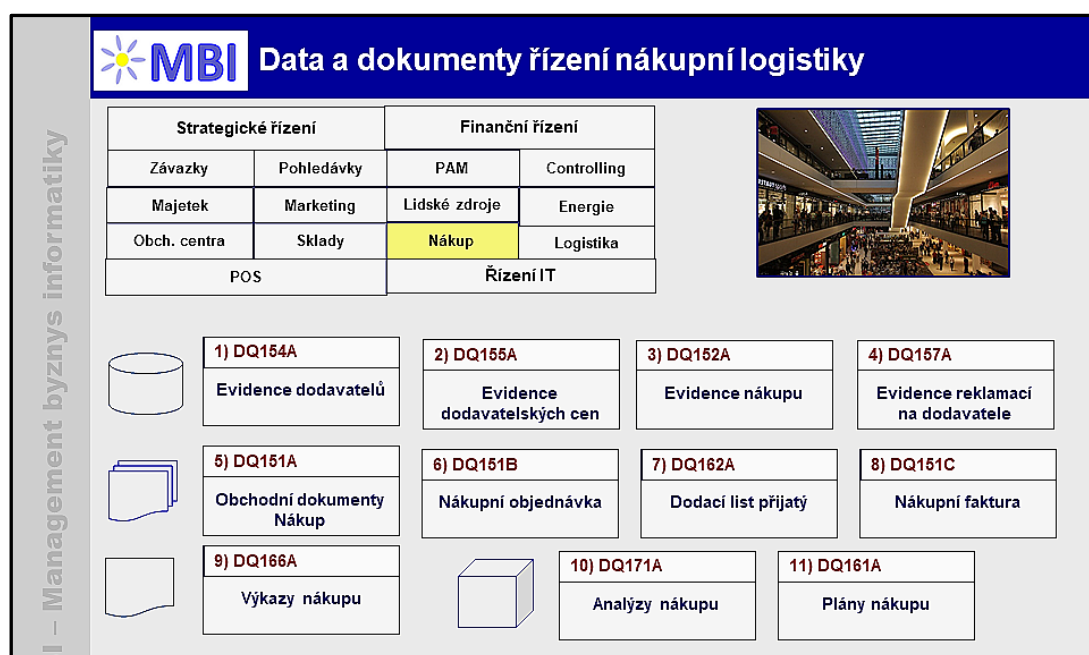 MBI
Data a dokumenty řízení nákupní logistiky
Strategické řízení
Finanční řízení
Závazky
Pohledávky
PAM
Controlling
Majetek
Marketing
Lidské zdroje
Energie
Obch. centra
Sklady
Nákup
Logistika
POS
Řízení IT
I – Management byznys informatiky
1) DQ154A
Evidence dodavatelů
2) DQ155A
Evidence
dodavatelských cen
3) DQ152A
Evidence nákupu
4) DQ157A
Evidence reklamací
na dodavatele
5) DQ151A
Obchodní dokumenty
Nákup
6) DQ151B
Nákupní objednávka
7) DQ162A
Dodací list přijatý
8) DQ151C
Nákupní faktura
9) DQ166A
Výkazy nákupu
10) DQ171A
Analýzy nákupu
11) DQ161A
Plány nákupu